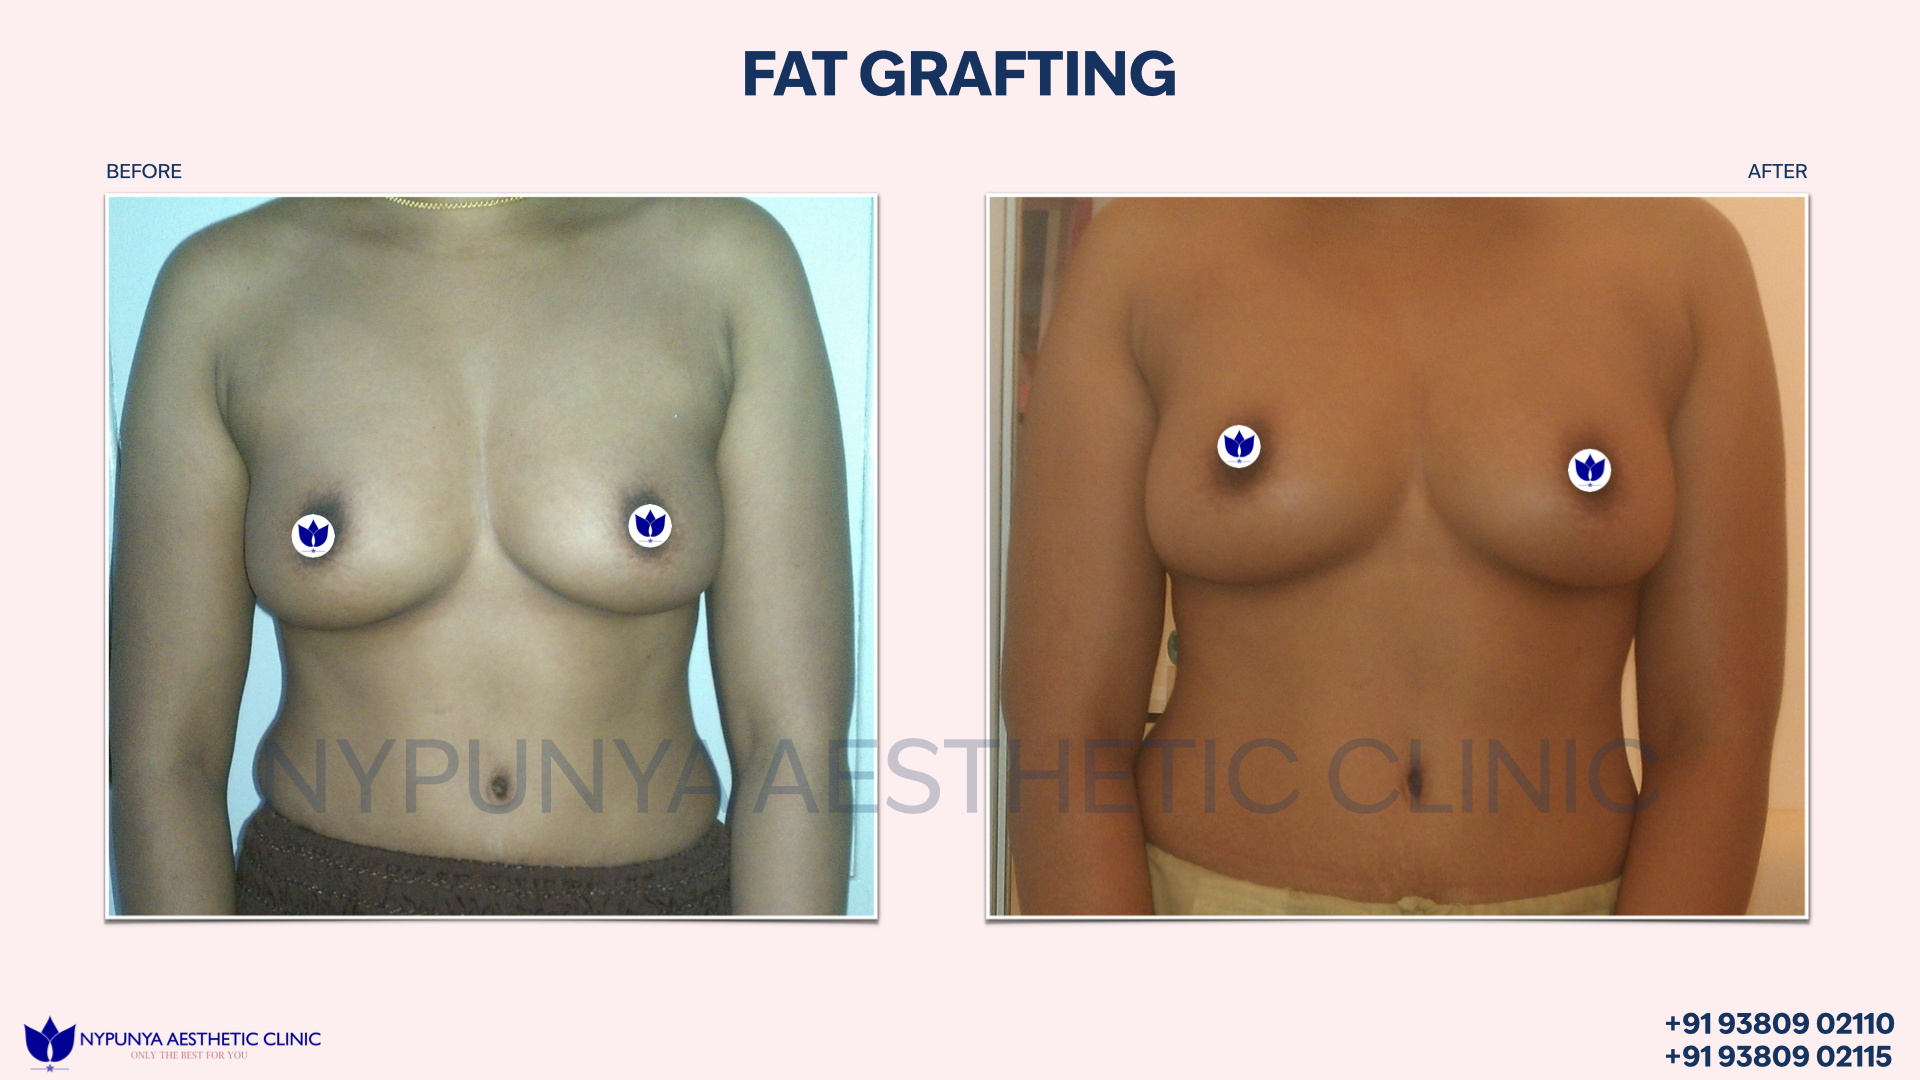 FAT GRAFTING
BEFORE
AFTER
NYPUNYA AESTHETIC CLINIC
NYPUNYA AESTHETIC CLINIC
ONLY THE BEST FOR YOU
+91 93809 02110
+91 93809 02115